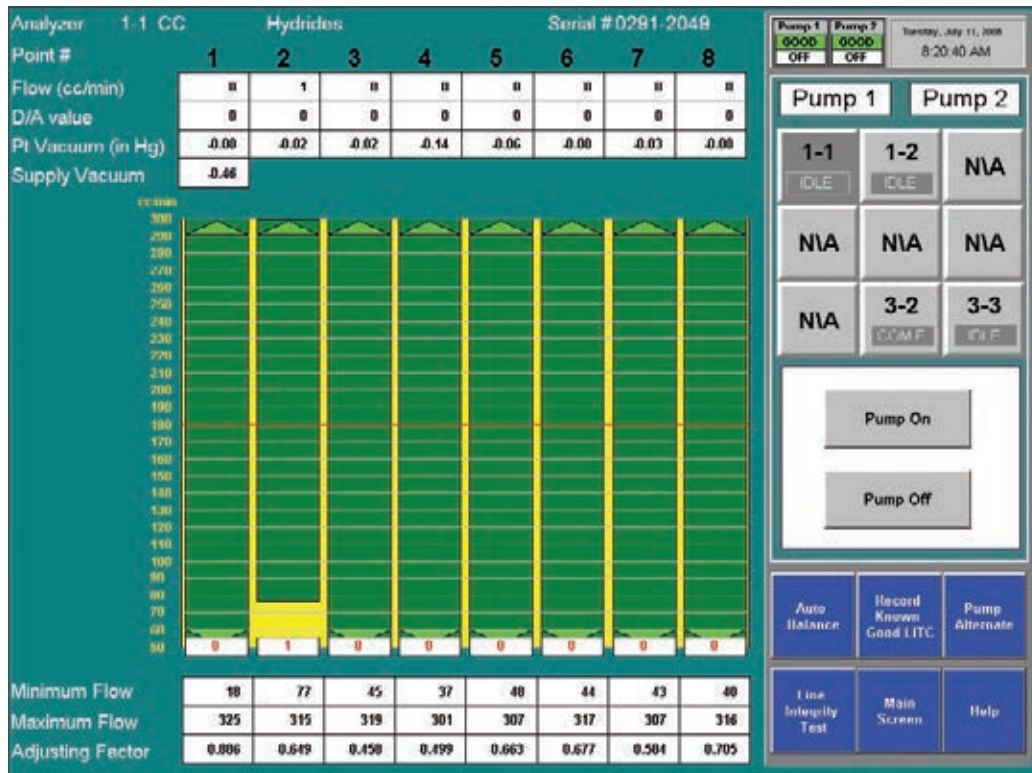 Analyzer 1-1 CC Hydrides Serial # 0291-2049
Point # 1 2 3 4 5 6 7 8
Flow (cc/min) 0 1 0 0 0 0 0 0
D/A value 0 0 0 0 0 0 0 0
Pt Vacuum (in Hg) -0.00 -0.02 -0.02 -0.14 -0.06 -0.00 -0.03 -0.00
Supply Vacuum -0.46
cc/min
300
290
280
270
260
250
240
230
220
210
200
190
180
170
160
150
140
130
120
110
100
90
80
70
60
50
0 1 0 0 0 0 0 0
Minimum Flow 18 77 45 37 48 44 43 40
Maximum Flow 325 315 319 301 307 317 307 316
Adjusting Factor 0.886 0.649 0.458 0.499 0.663 0.677 0.584 0.705
Pump 1 Pump 2
GOOD GOOD
OFF OFF
Tuesday, July 11, 2006
8:20:40 AM
Pump 1 Pump 2
1-1 1-2 N\A
IDLE IDLE
N\A N\A N\A
N\A 3-2 3-3
IDLE
Pump On
Pump Off
Auto Balance
Record Known Good LITC
Pump Alternate
Line Integrity Test
Main Screen
Help